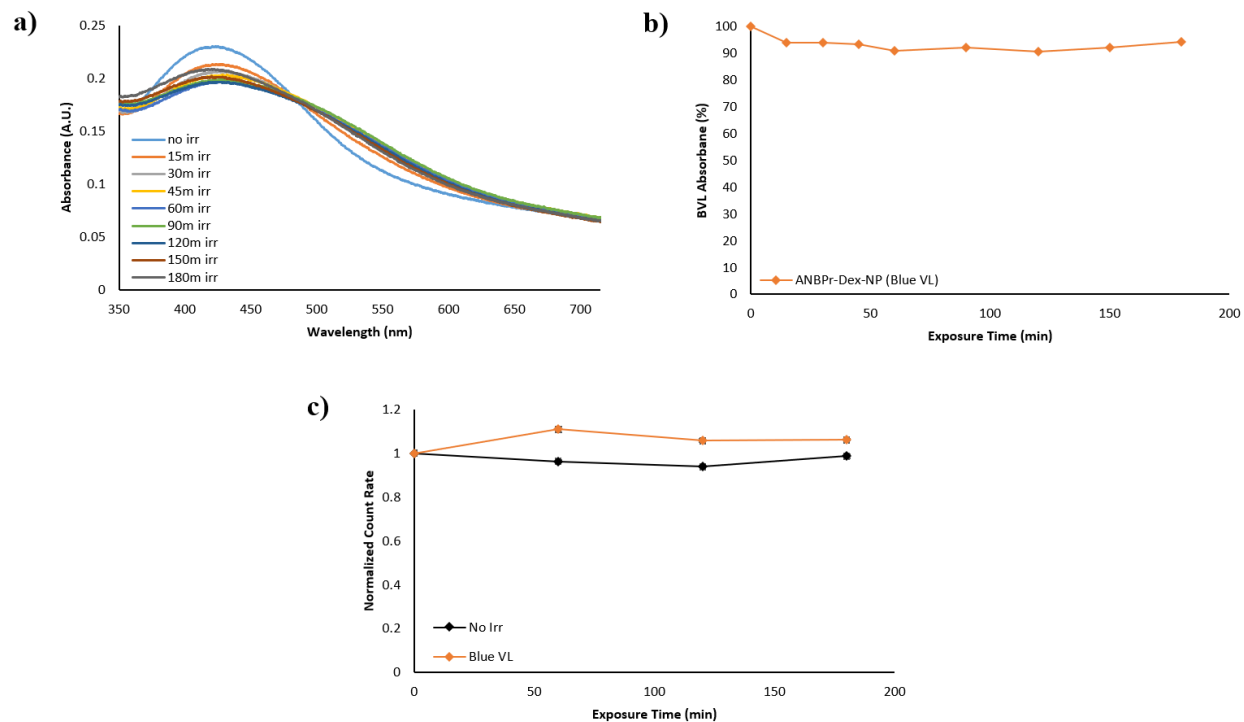 a)
0.25
0.2
0.15
0.1
0.05
0
Absorbance (A.U.)
no irr
15m irr
30m irr
45m irr
60m irr
90m irr
120m irr
150m irr
180m irr
350 400 450 500 550 600 650 700
Wavelength (nm)
b)
100
90
80
70
60
50
40
30
20
10
0
BVL Absorbane (%)
ANBPr-Dex-NP (Blue VL)
0 50 100 150 200
Exposure Time (min)
c)
1.2
1
0.8
0.6
0.4
0.2
0
Normalized Count Rate
No Irr
Blue VL
0 50 100 150 200
Exposure Time (min)